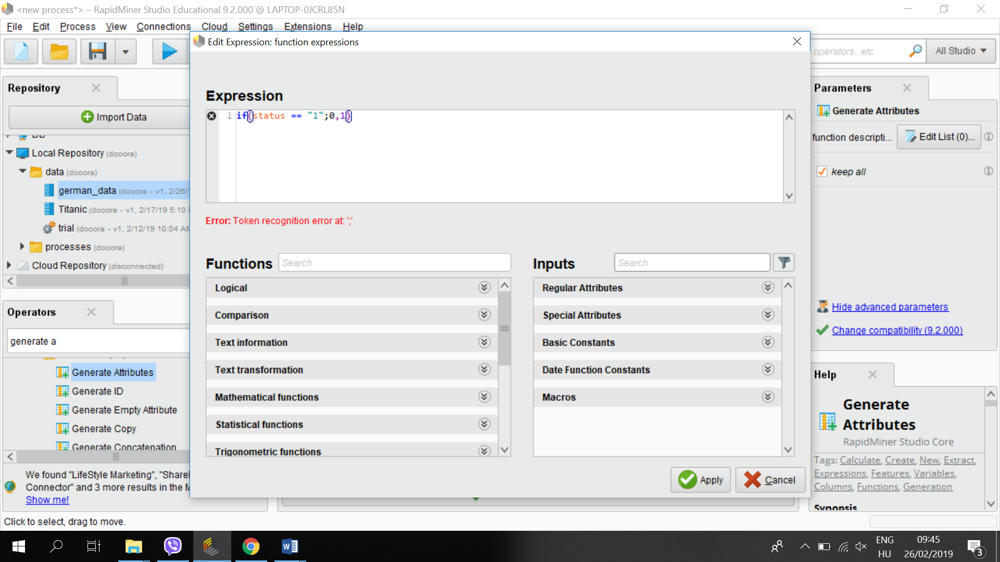 <new process*> – RapidMiner Studio Educational 9.2.000 @ LAPTOP-0JCRL85N
File Edit Process View Connections Cloud Settings Extensions Help
operators...etc
All Studio
Edit Expression: function expressions
Repository
Import Data
DB
Local Repository (dooora)
data (dooora)
german_data (dooora - v1, 2/26/
Titanic (dooora - v1, 2/17/19 5:10
trial (dooora - v1, 2/12/19 10:04 AM
processes (dooora)
Cloud Repository (disconnected)
Operators
generate a
Generate Attributes
Generate ID
Generate Empty Attribute
Generate Copy
Generate Concatenation
We found "LifeStyle Marketing", "Share
Connector" and 3 more results in the M
Show me!
Click to select, drag to move.
Expression
1 if(status == "1";0,1)
Error: Token recognition error at: ';'
Functions Search
Logical
Comparison
Text information
Text transformation
Mathematical functions
Statistical functions
Trigonometric functions
Inputs Search
Regular Attributes
Special Attributes
Basic Constants
Date Function Constants
Macros
Apply
Cancel
Parameters
Generate Attributes
function descripti...
Edit List (0)...
keep all
Hide advanced parameters
Change compatibility (9.2.000)
Help
Generate
Attributes
RapidMiner Studio Core
Tags: Calculate, Create, New, Extract,
Expressions, Features, Variables,
Columns, Functions, Generation
Synopsis
ENG
HU
09:45
26/02/2019
3